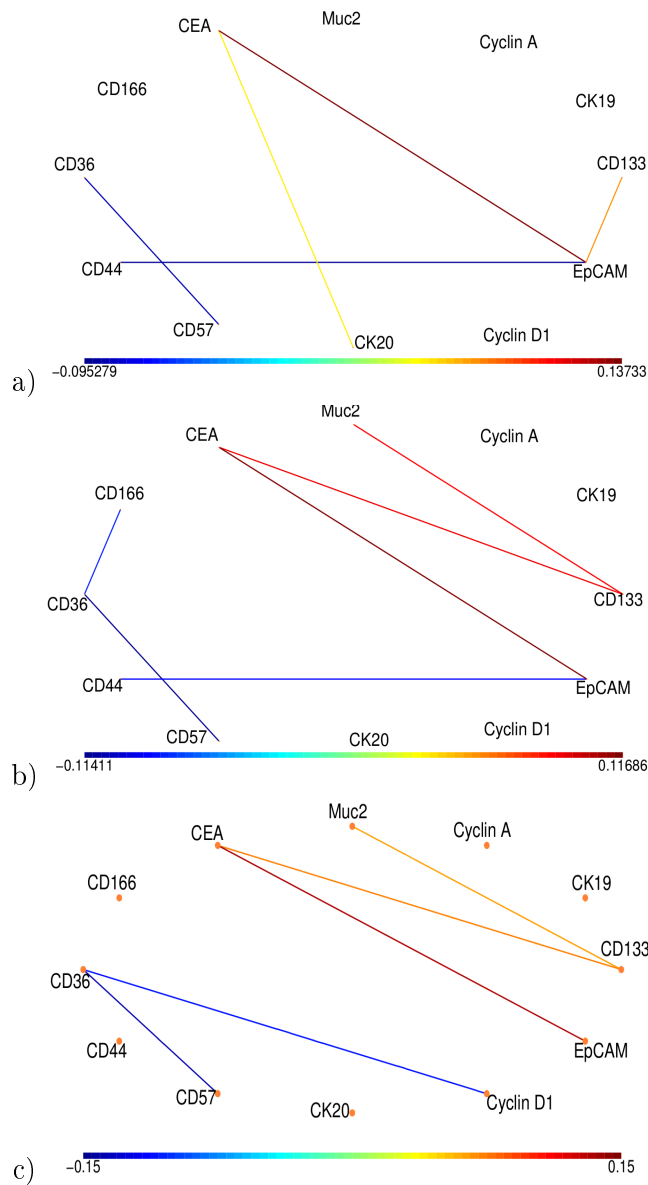 Muc2
CEA
Cyclin A
CD166
CK19
CD36
CD133
CD44
EpCAM
CD57
Cyclin D1
CK20
−0.095279
0.13733
a)
Muc2
CEA
Cyclin A
CD166
CK19
CD36
CD133
CD44
EpCAM
CD57
CK20
Cyclin D1
−0.11411
0.11686
b)
Muc2
CEA
Cyclin A
CD166
CK19
CD133
CD36
CD44
EpCAM
CD57
CK20
Cyclin D1
−0.15
0.15
c)